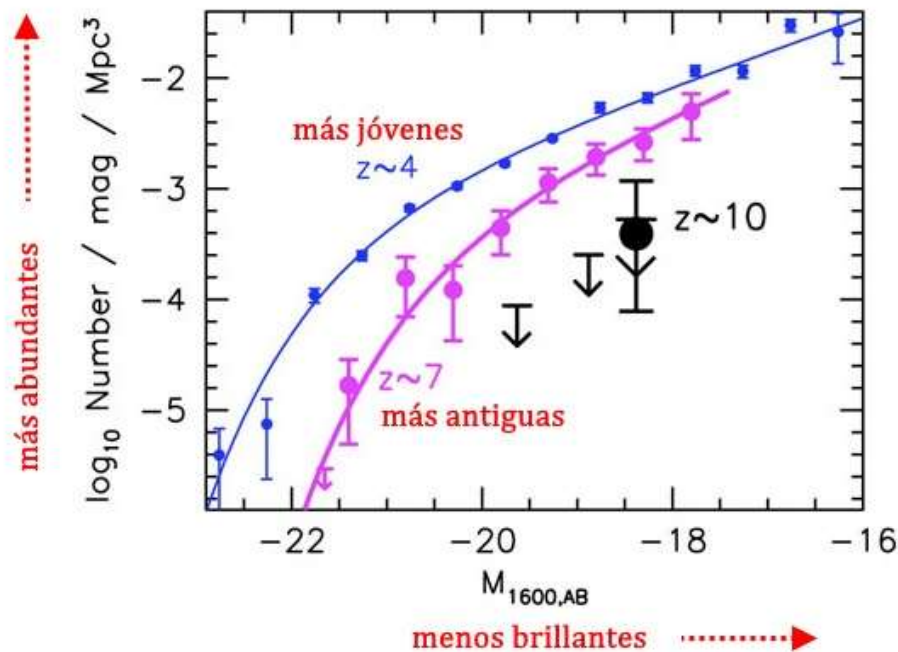 más abundantes
log₁₀ Number / mag / Mpc³
-2
-3
-4
-5
más jóvenes
z~4
z~10
z~7
más antiguas
-22
-20
-18
-16
M₁₆₀₀,AB
menos brillantes